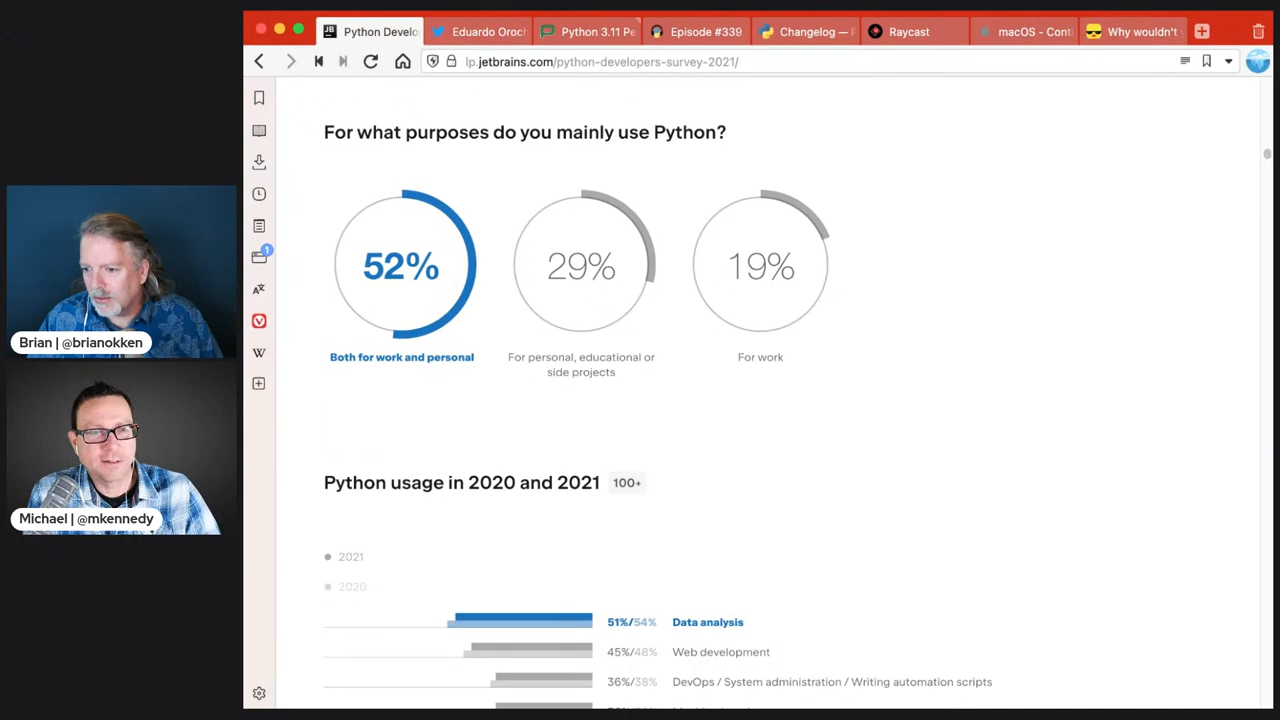 Python Develo
Eduardo Oroch
Python 3.11 Pe
Episode #339
Changelog —
Raycast
macOS - Cont
Why wouldn't
lp.jetbrains.com/python-developers-survey-2021/
For what purposes do you mainly use Python?
52%
29%
19%
Both for work and personal
For personal, educational or
side projects
For work
Python usage in 2020 and 2021 100+
2021
2020
51%/54% Data analysis
45%/48% Web development
36%/38% DevOps / System administration / Writing automation scripts
Brian | @brianokken
Michael | @mkennedy
1
W
JB